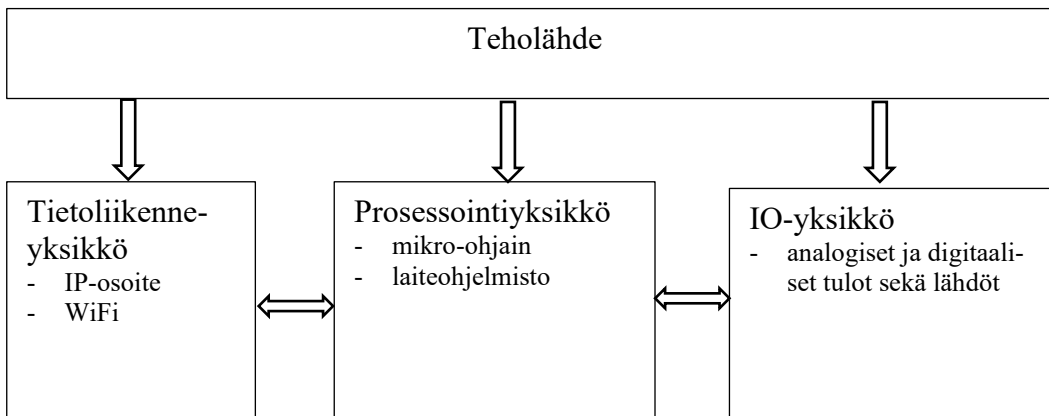 Teholähde
Tietoliikenne-
yksikkö
- IP-osoite
- WiFi
Prosessointiyksikkö
- mikro-ohjain
- laiteohjelmisto
IO-yksikkö
- analogiset ja digitaali-
set tulot sekä lähdöt